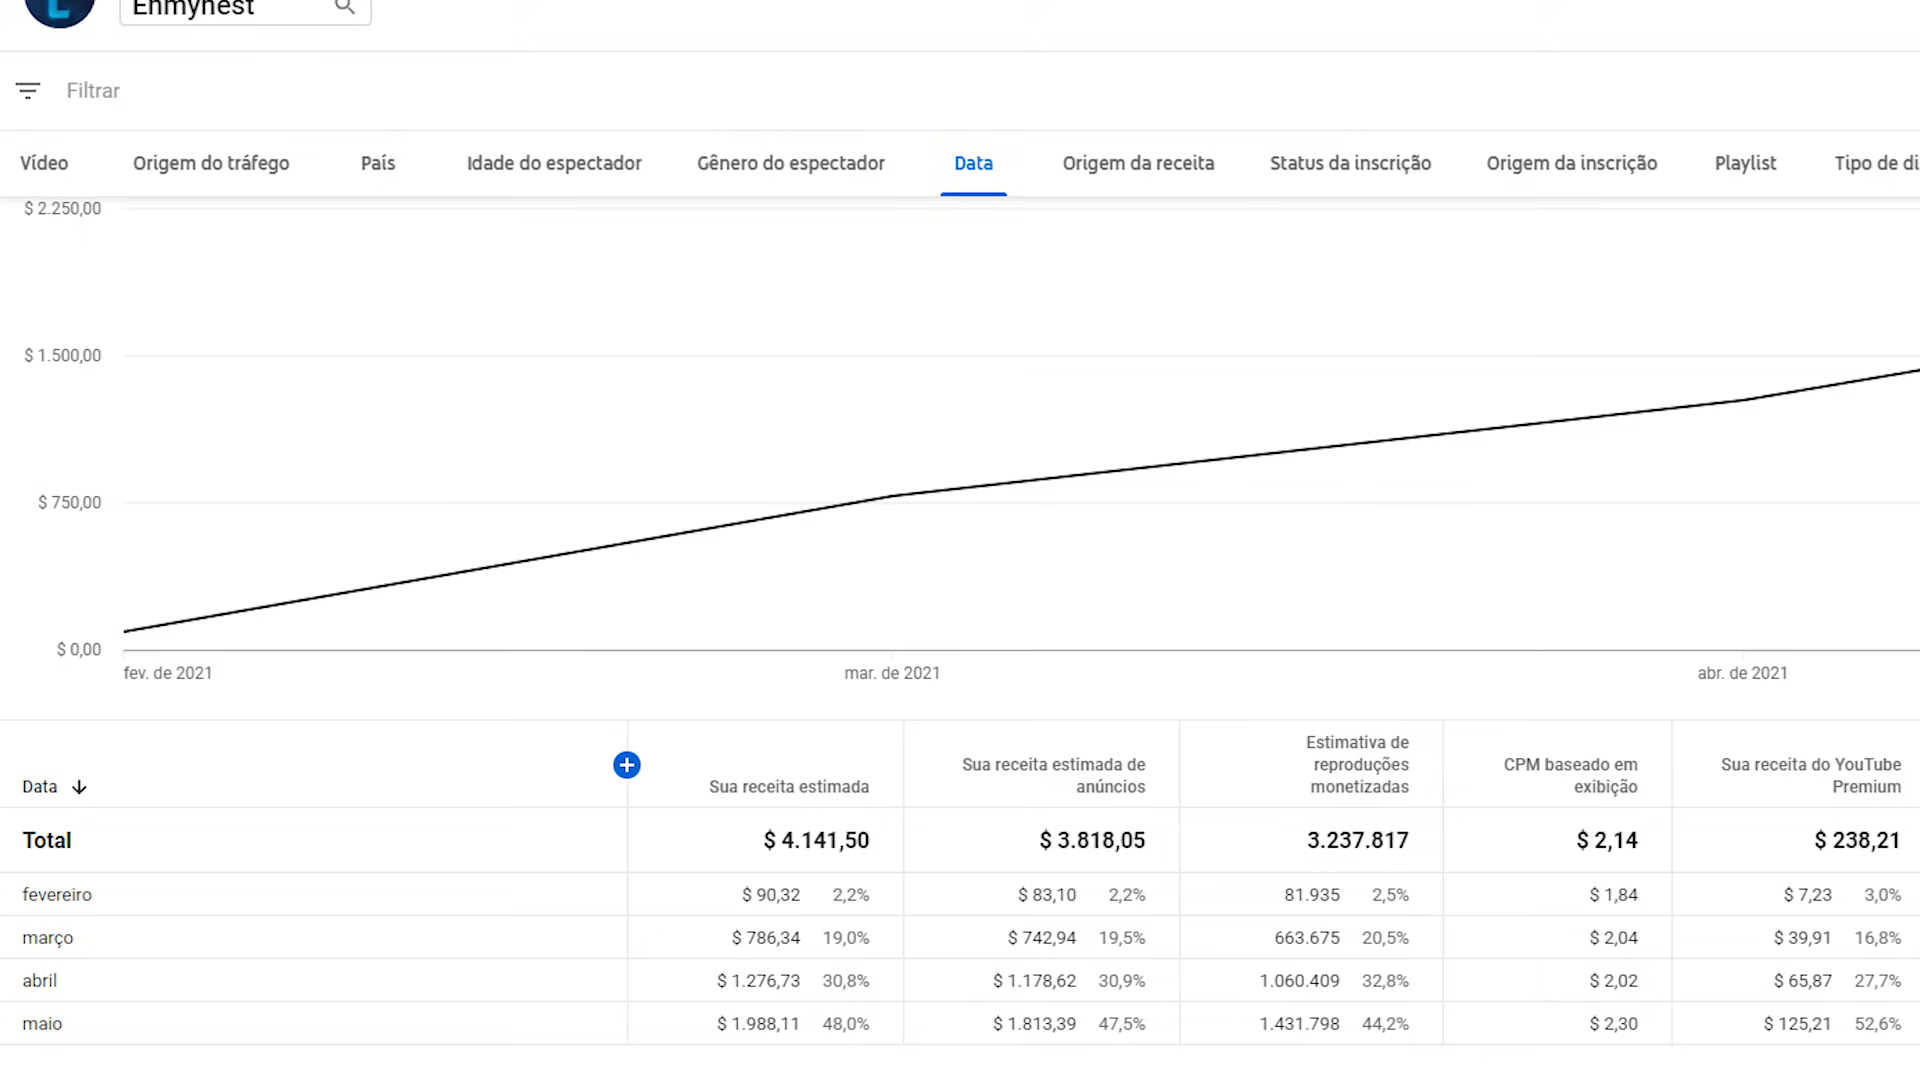 Enmynest
Filtrar
Vídeo Origem do tráfego País Idade do espectador Gênero do espectador Data Origem da receita Status da inscrição Origem da inscrição Playlist Tipo de di
$ 2.250,00
$ 1.500,00
$ 750,00
$ 0,00
fev. de 2021 mar. de 2021 abr. de 2021
Data Sua receita estimada
Sua receita estimada de
anúncios
Estimativa de
reproduções
monetizadas
CPM baseado em
exibição
Sua receita do YouTube
Premium
Total $ 4.141,50 $ 3.818,05 3.237.817 $ 2,14 $ 238,21
fevereiro $ 90,32 2,2% $ 83,10 2,2% 81.935 2,5% $ 1,84 $ 7,23 3,0%
março $ 786,34 19,0% $ 742,94 19,5% 663.675 20,5% $ 2,04 $ 39,91 16,8%
abril $ 1.276,73 30,8% $ 1.178,62 30,9% 1.060.409 32,8% $ 2,02 $ 65,87 27,7%
maio $ 1.988,11 48,0% $ 1.813,39 47,5% 1.431.798 44,2% $ 2,30 $ 125,21 52,6%